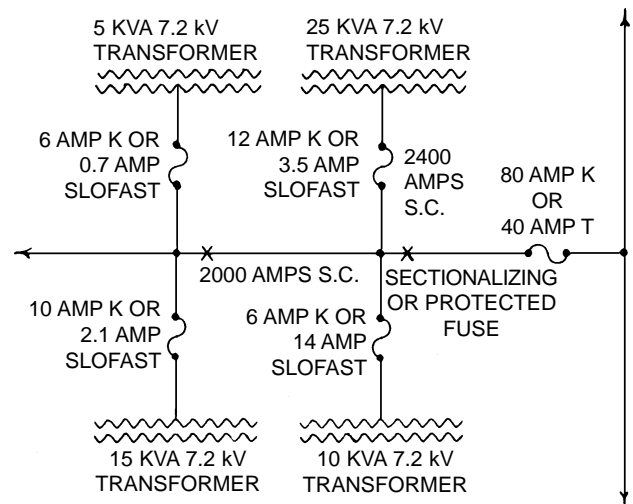 5 KVA 7.2 kV
TRANSFORMER
25 KVA 7.2 kV
TRANSFORMER
6 AMP K OR
0.7 AMP
SLOFAST
12 AMP K OR
3.5 AMP
SLOFAST
2400
AMPS
S.C.
80 AMP K
OR
40 AMP T
2000 AMPS S.C.
SECTIONALIZING
OR PROTECTED
FUSE
10 AMP K OR
2.1 AMP
SLOFAST
6 AMP K OR
14 AMP
SLOFAST
15 KVA 7.2 kV
TRANSFORMER
10 KVA 7.2 kV
TRANSFORMER